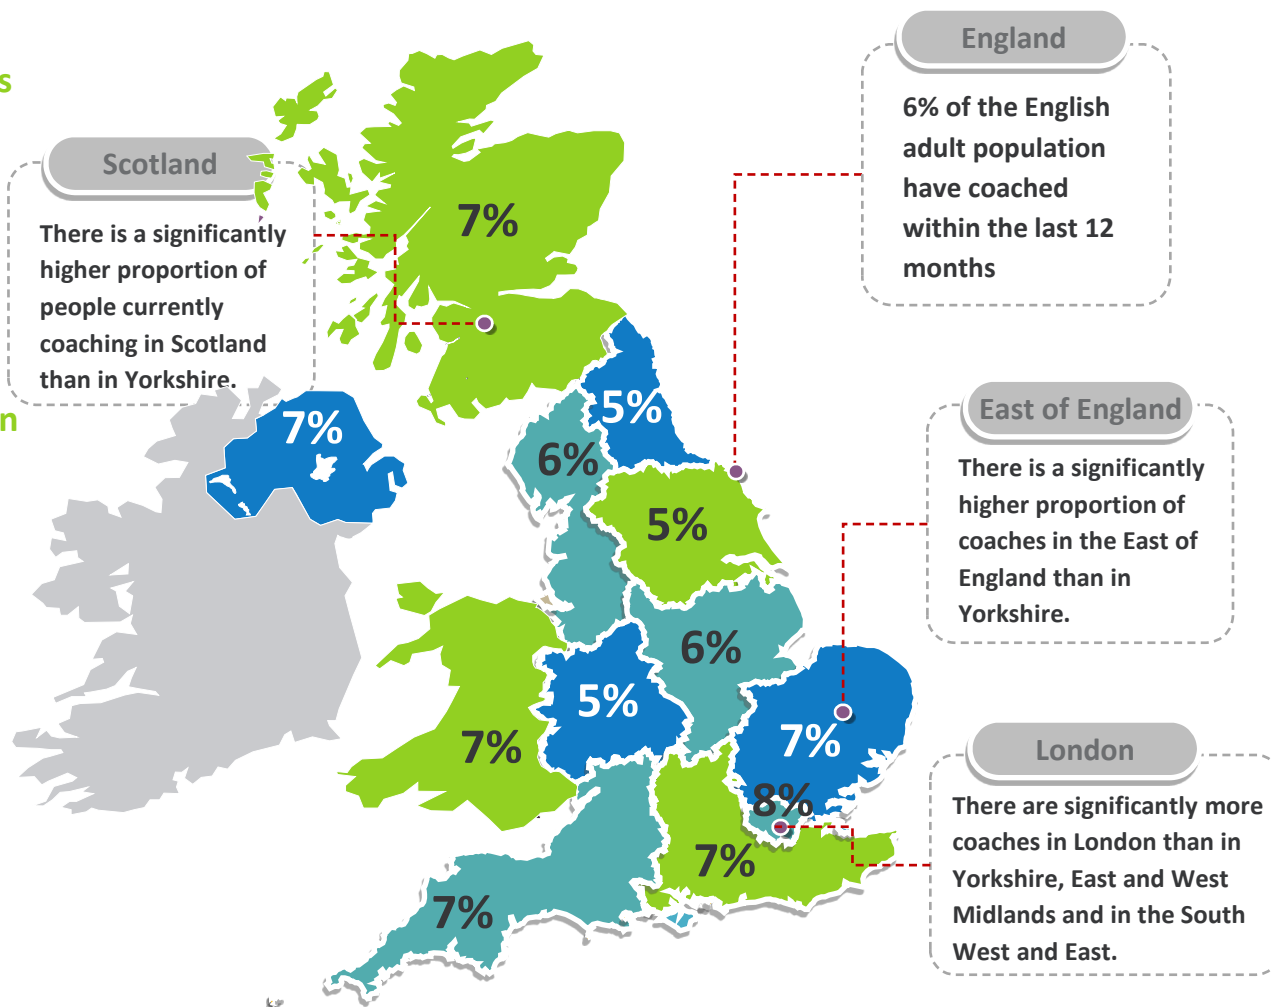 s
n
Scotland
There is a significantly
higher proportion of
people currently
coaching in Scotland
than in Yorkshire.
England
6% of the English
adult population
have coached
within the last 12
months
East of England
There is a significantly
higher proportion of
coaches in the East of
England than in
Yorkshire.
London
There are significantly more
coaches in London than in
Yorkshire, East and West
Midlands and in the South
West and East.
7%
7%
5%
6%
5%
6%
5%
7%
7%
8%
7%
7%